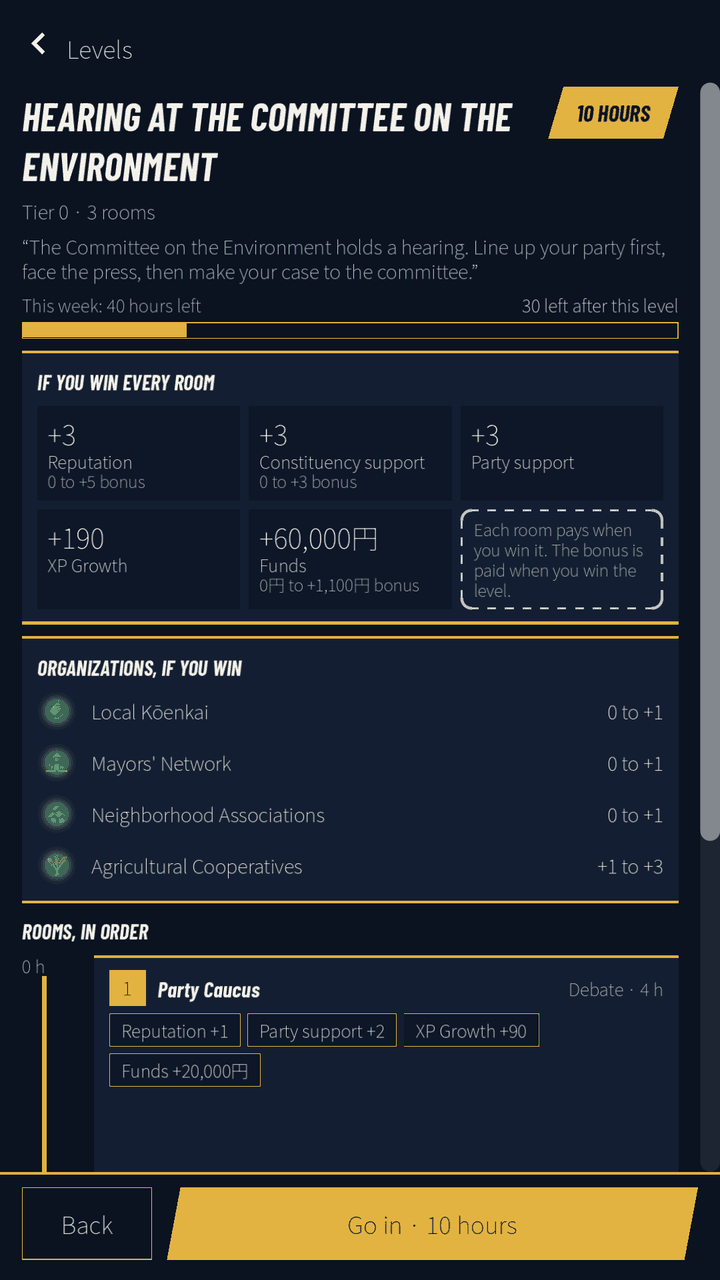 Levels
HEARING AT THE COMMITTEE ON THE
ENVIRONMENT
10 HOURS
Tier 0 · 3 rooms
“The Committee on the Environment holds a hearing. Line up your party first,
face the press, then make your case to the committee.”
This week: 40 hours left
30 left after this level
IF YOU WIN EVERY ROOM
+3
Reputation
0 to +5 bonus
+3
Constituency support
0 to +3 bonus
+3
Party support
+190
XP Growth
+60,000円
Funds
0円 to +1,100円 bonus
Each room pays when
you win it. The bonus is
paid when you win the
level.
ORGANIZATIONS, IF YOU WIN
Local Kōenkai
0 to +1
Mayors' Network
0 to +1
Neighborhood Associations
0 to +1
Agricultural Cooperatives
+1 to +3
ROOMS, IN ORDER
0 h
1
Party Caucus
Debate · 4 h
Reputation +1
Party support +2
XP Growth +90
Funds +20,000円
Back
Go in · 10 hours